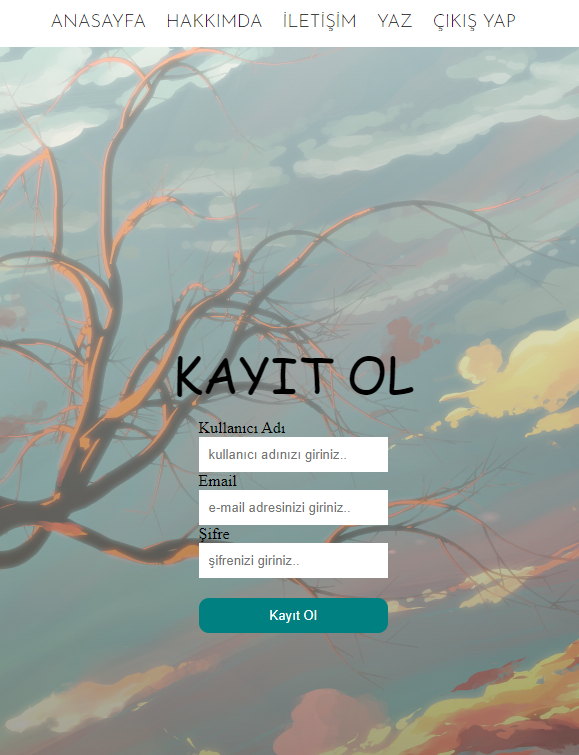 ANASAYFA HAKKIMDA İLETİŞİM YAZ ÇIKIŞ YAP
KAYIT OL
Kullanıcı Adı
kullanıcı adınızı giriniz..
Email
e-mail adresinizi giriniz..
Şifre
şifrenizi giriniz..
Kayıt Ol